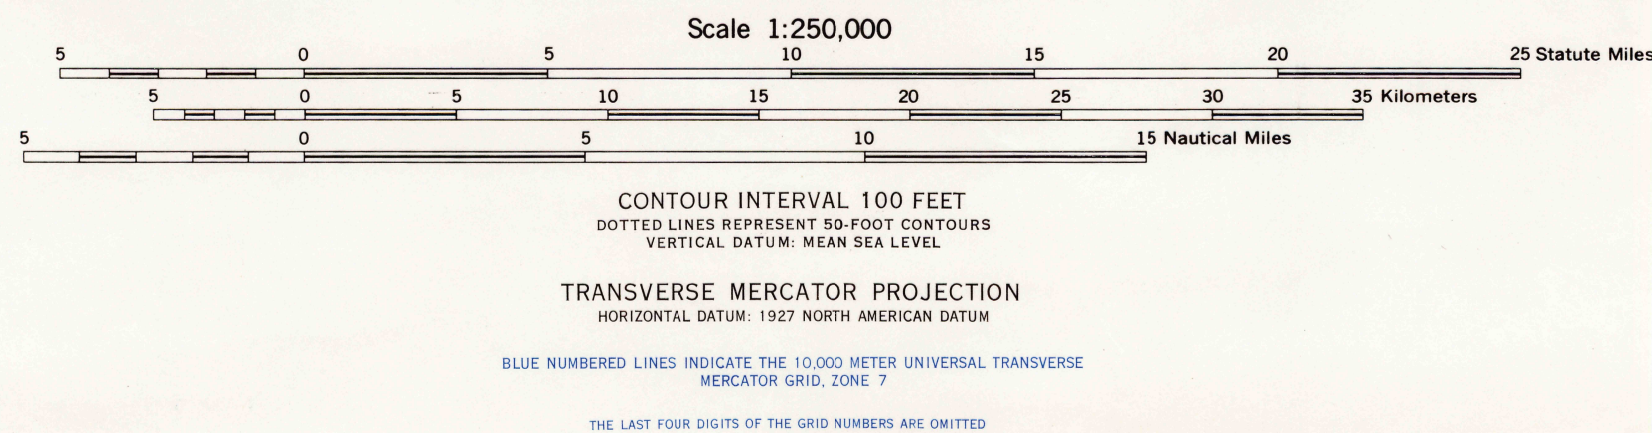 Scale 1:250,000
5 0 5 10 15 20 25 Statute Miles
5 0 5 10 15 20 25 30 35 Kilometers
5 0 5 10 15 Nautical Miles
CONTOUR INTERVAL 100 FEET
DOTTED LINES REPRESENT 50-FOOT CONTOURS
VERTICAL DATUM: MEAN SEA LEVEL
TRANSVERSE MERCATOR PROJECTION
HORIZONTAL DATUM: 1927 NORTH AMERICAN DATUM
BLUE NUMBERED LINES INDICATE THE 10,000 METER UNIVERSAL TRANSVERSE
MERCATOR GRID, ZONE 7
THE LAST FOUR DIGITS OF THE GRID NUMBERS ARE OMITTED